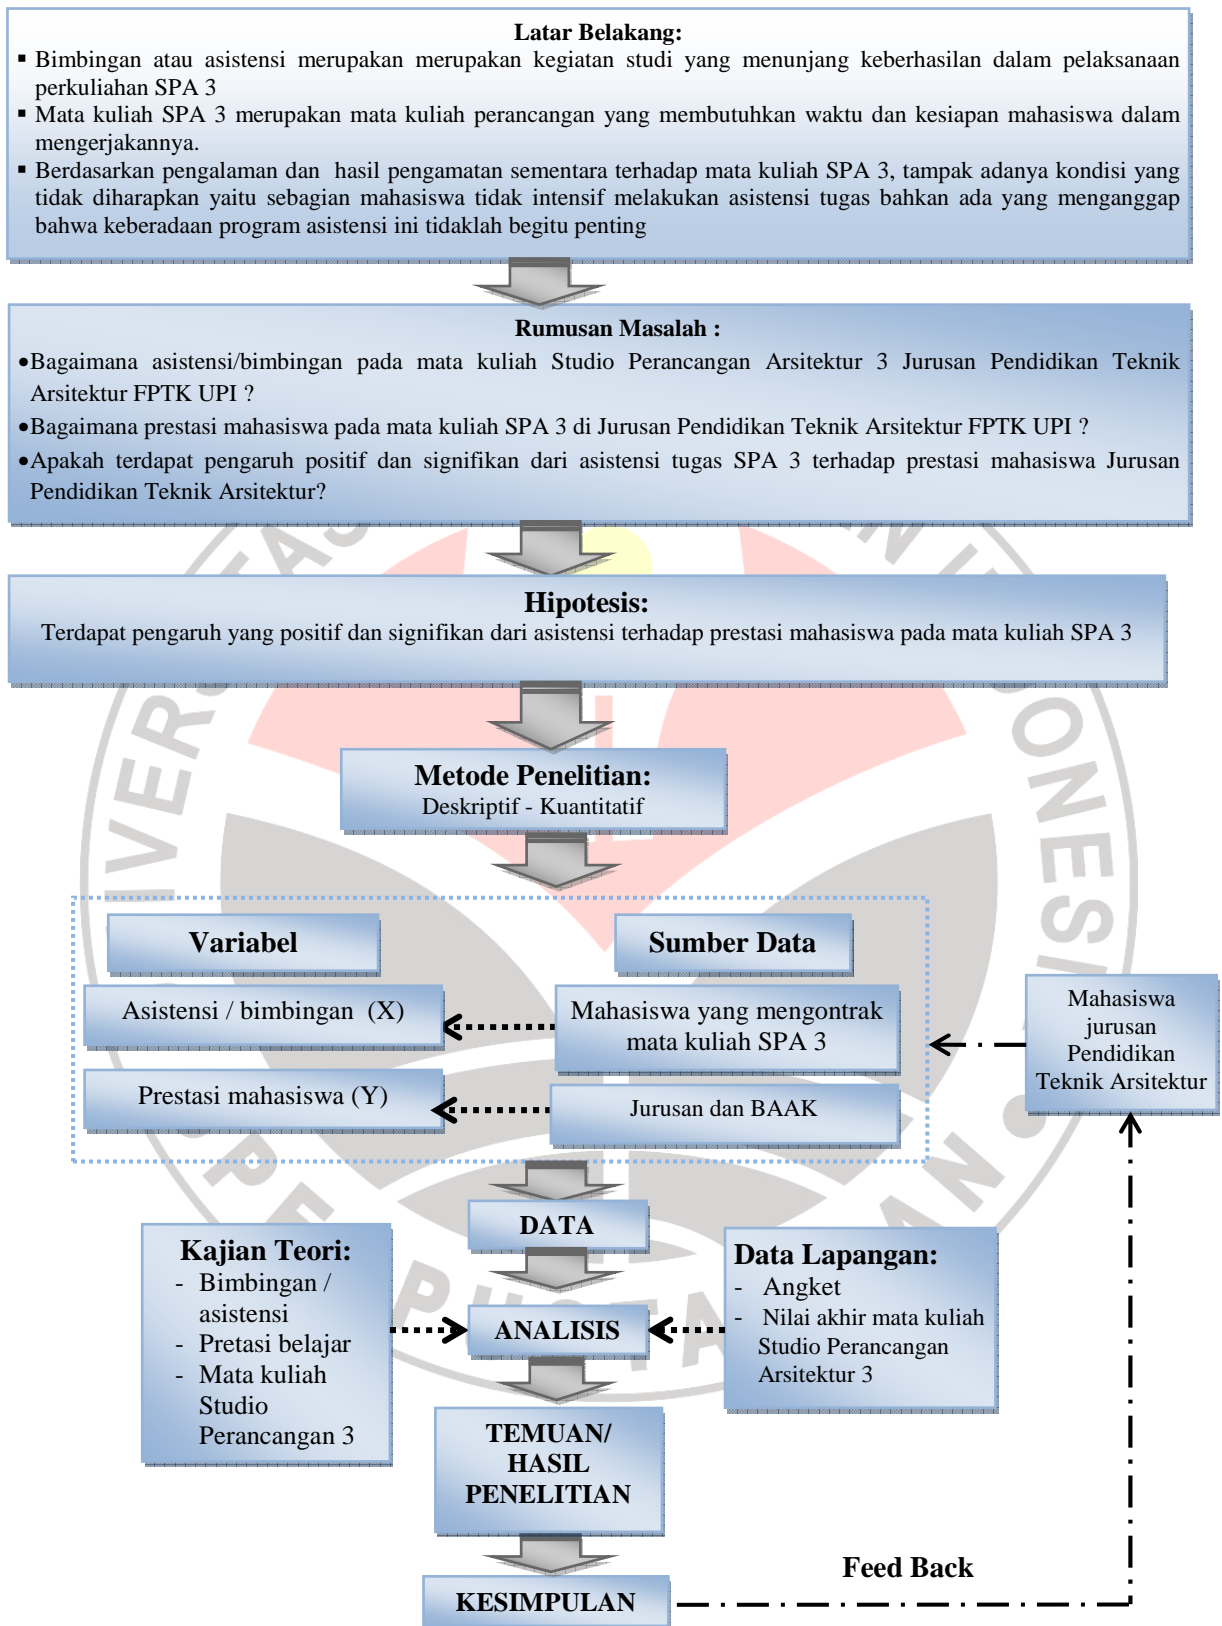 Latar Belakang:
▪ Bimbingan atau asistensi merupakan merupakan kegiatan studi yang menunjang keberhasilan dalam pelaksanaan
perkuliahan SPA 3
▪ Mata kuliah SPA 3 merupakan mata kuliah perancangan yang membutuhkan waktu dan kesiapan mahasiswa dalam
mengerjakannya.
▪ Berdasarkan pengalaman dan hasil pengamatan sementara terhadap mata kuliah SPA 3, tampak adanya kondisi yang
tidak diharapkan yaitu sebagian mahasiswa tidak intensif melakukan asistensi tugas bahkan ada yang menganggap
bahwa keberadaan program asistensi ini tidaklah begitu penting
Rumusan Masalah :
•Bagaimana asistensi/bimbingan pada mata kuliah Studio Perancangan Arsitektur 3 Jurusan Pendidikan Teknik
Arsitektur FPTK UPI ?
•Bagaimana prestasi mahasiswa pada mata kuliah SPA 3 di Jurusan Pendidikan Teknik Arsitektur FPTK UPI ?
•Apakah terdapat pengaruh positif dan signifikan dari asistensi tugas SPA 3 terhadap prestasi mahasiswa Jurusan
Pendidikan Teknik Arsitektur?
Hipotesis:
Terdapat pengaruh yang positif dan signifikan dari asistensi terhadap prestasi mahasiswa pada mata kuliah SPA 3
Metode Penelitian:
Deskriptif - Kuantitatif
Variabel
Sumber Data
Asistensi / bimbingan (X)
Mahasiswa yang mengontrak
mata kuliah SPA 3
Prestasi mahasiswa (Y)
Jurusan dan BAAK
Mahasiswa
jurusan
Pendidikan
Teknik Arsitektur
DATA
Kajian Teori:
- Bimbingan /
asistensi
- Pretasi belajar
- Mata kuliah
Studio
Perancangan 3
ANALISIS
Data Lapangan:
- Angket
- Nilai akhir mata kuliah
Studio Perancangan
Arsitektur 3
TEMUAN/
HASIL
PENELITIAN
KESIMPULAN
Feed Back